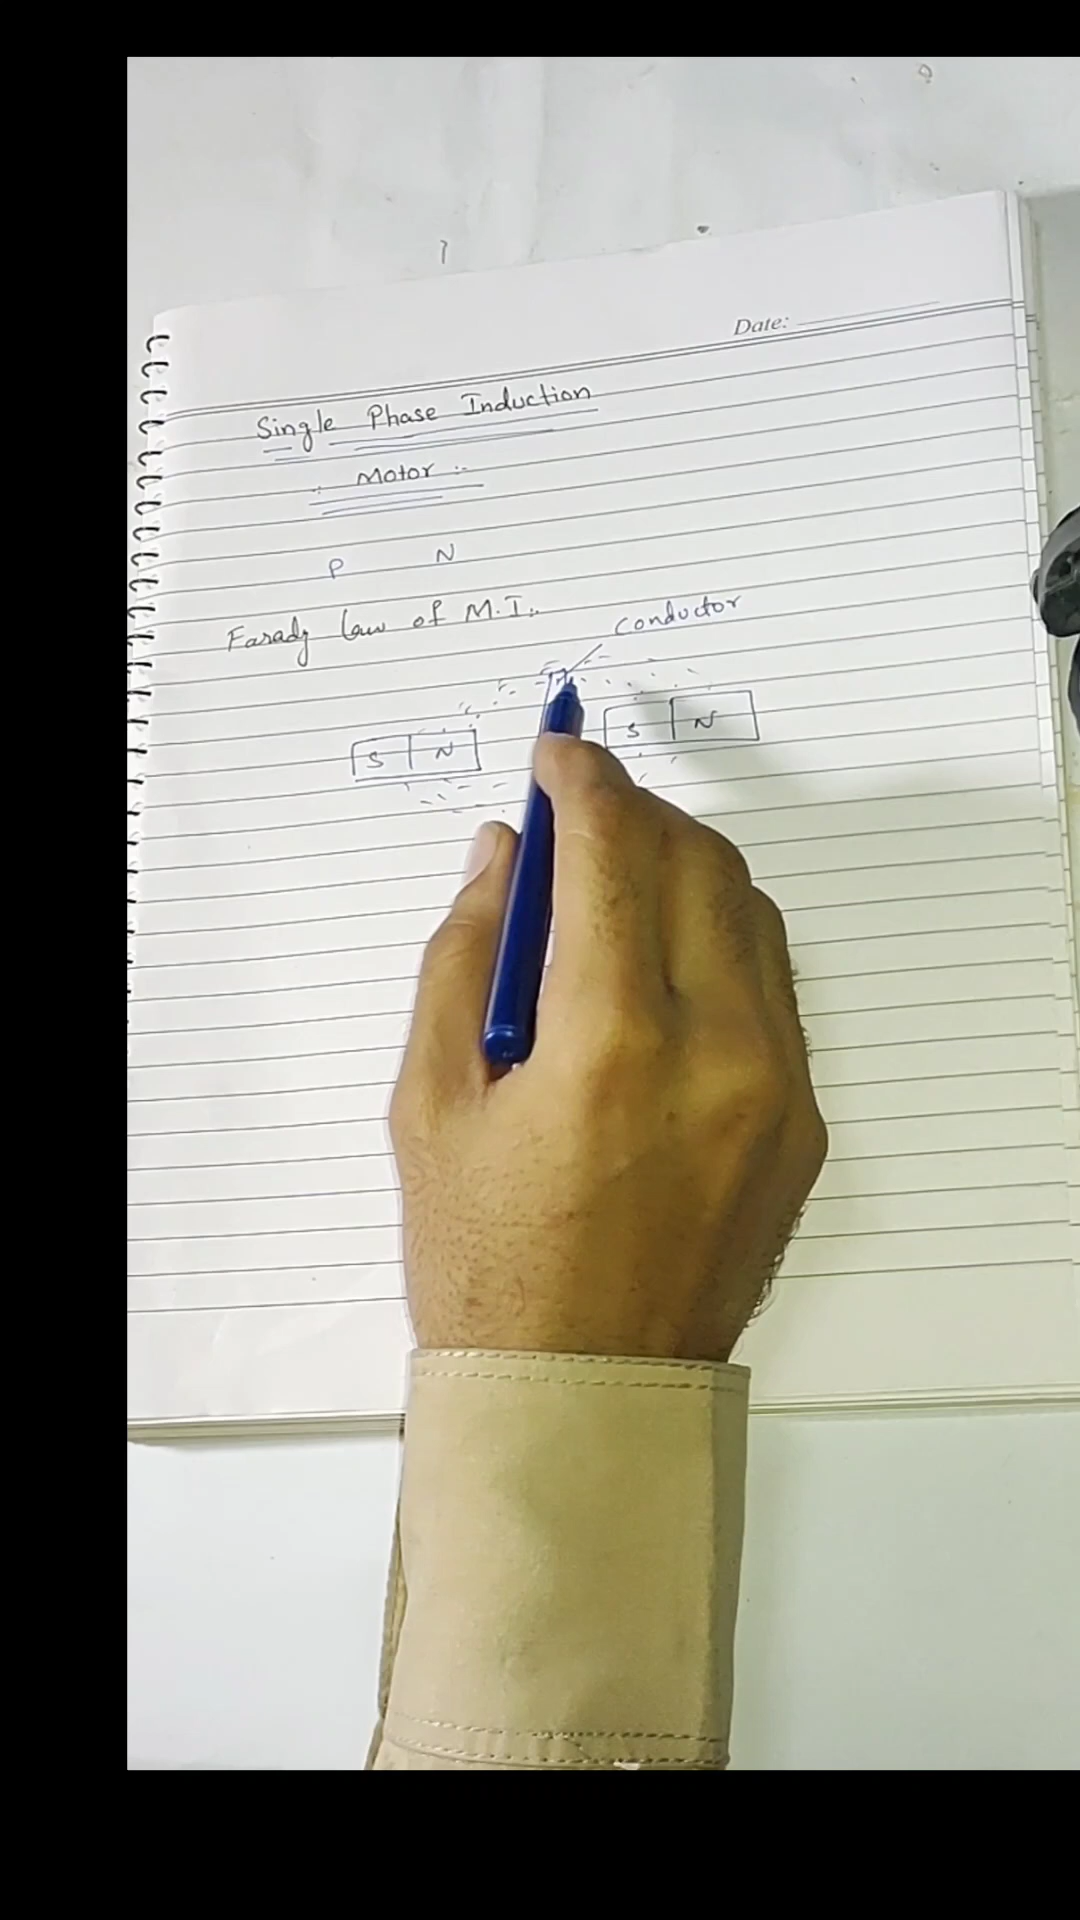 Date:
Single Phase Induction
Motor :-
P N
Farady law of M.I:.
conductor
S N S N